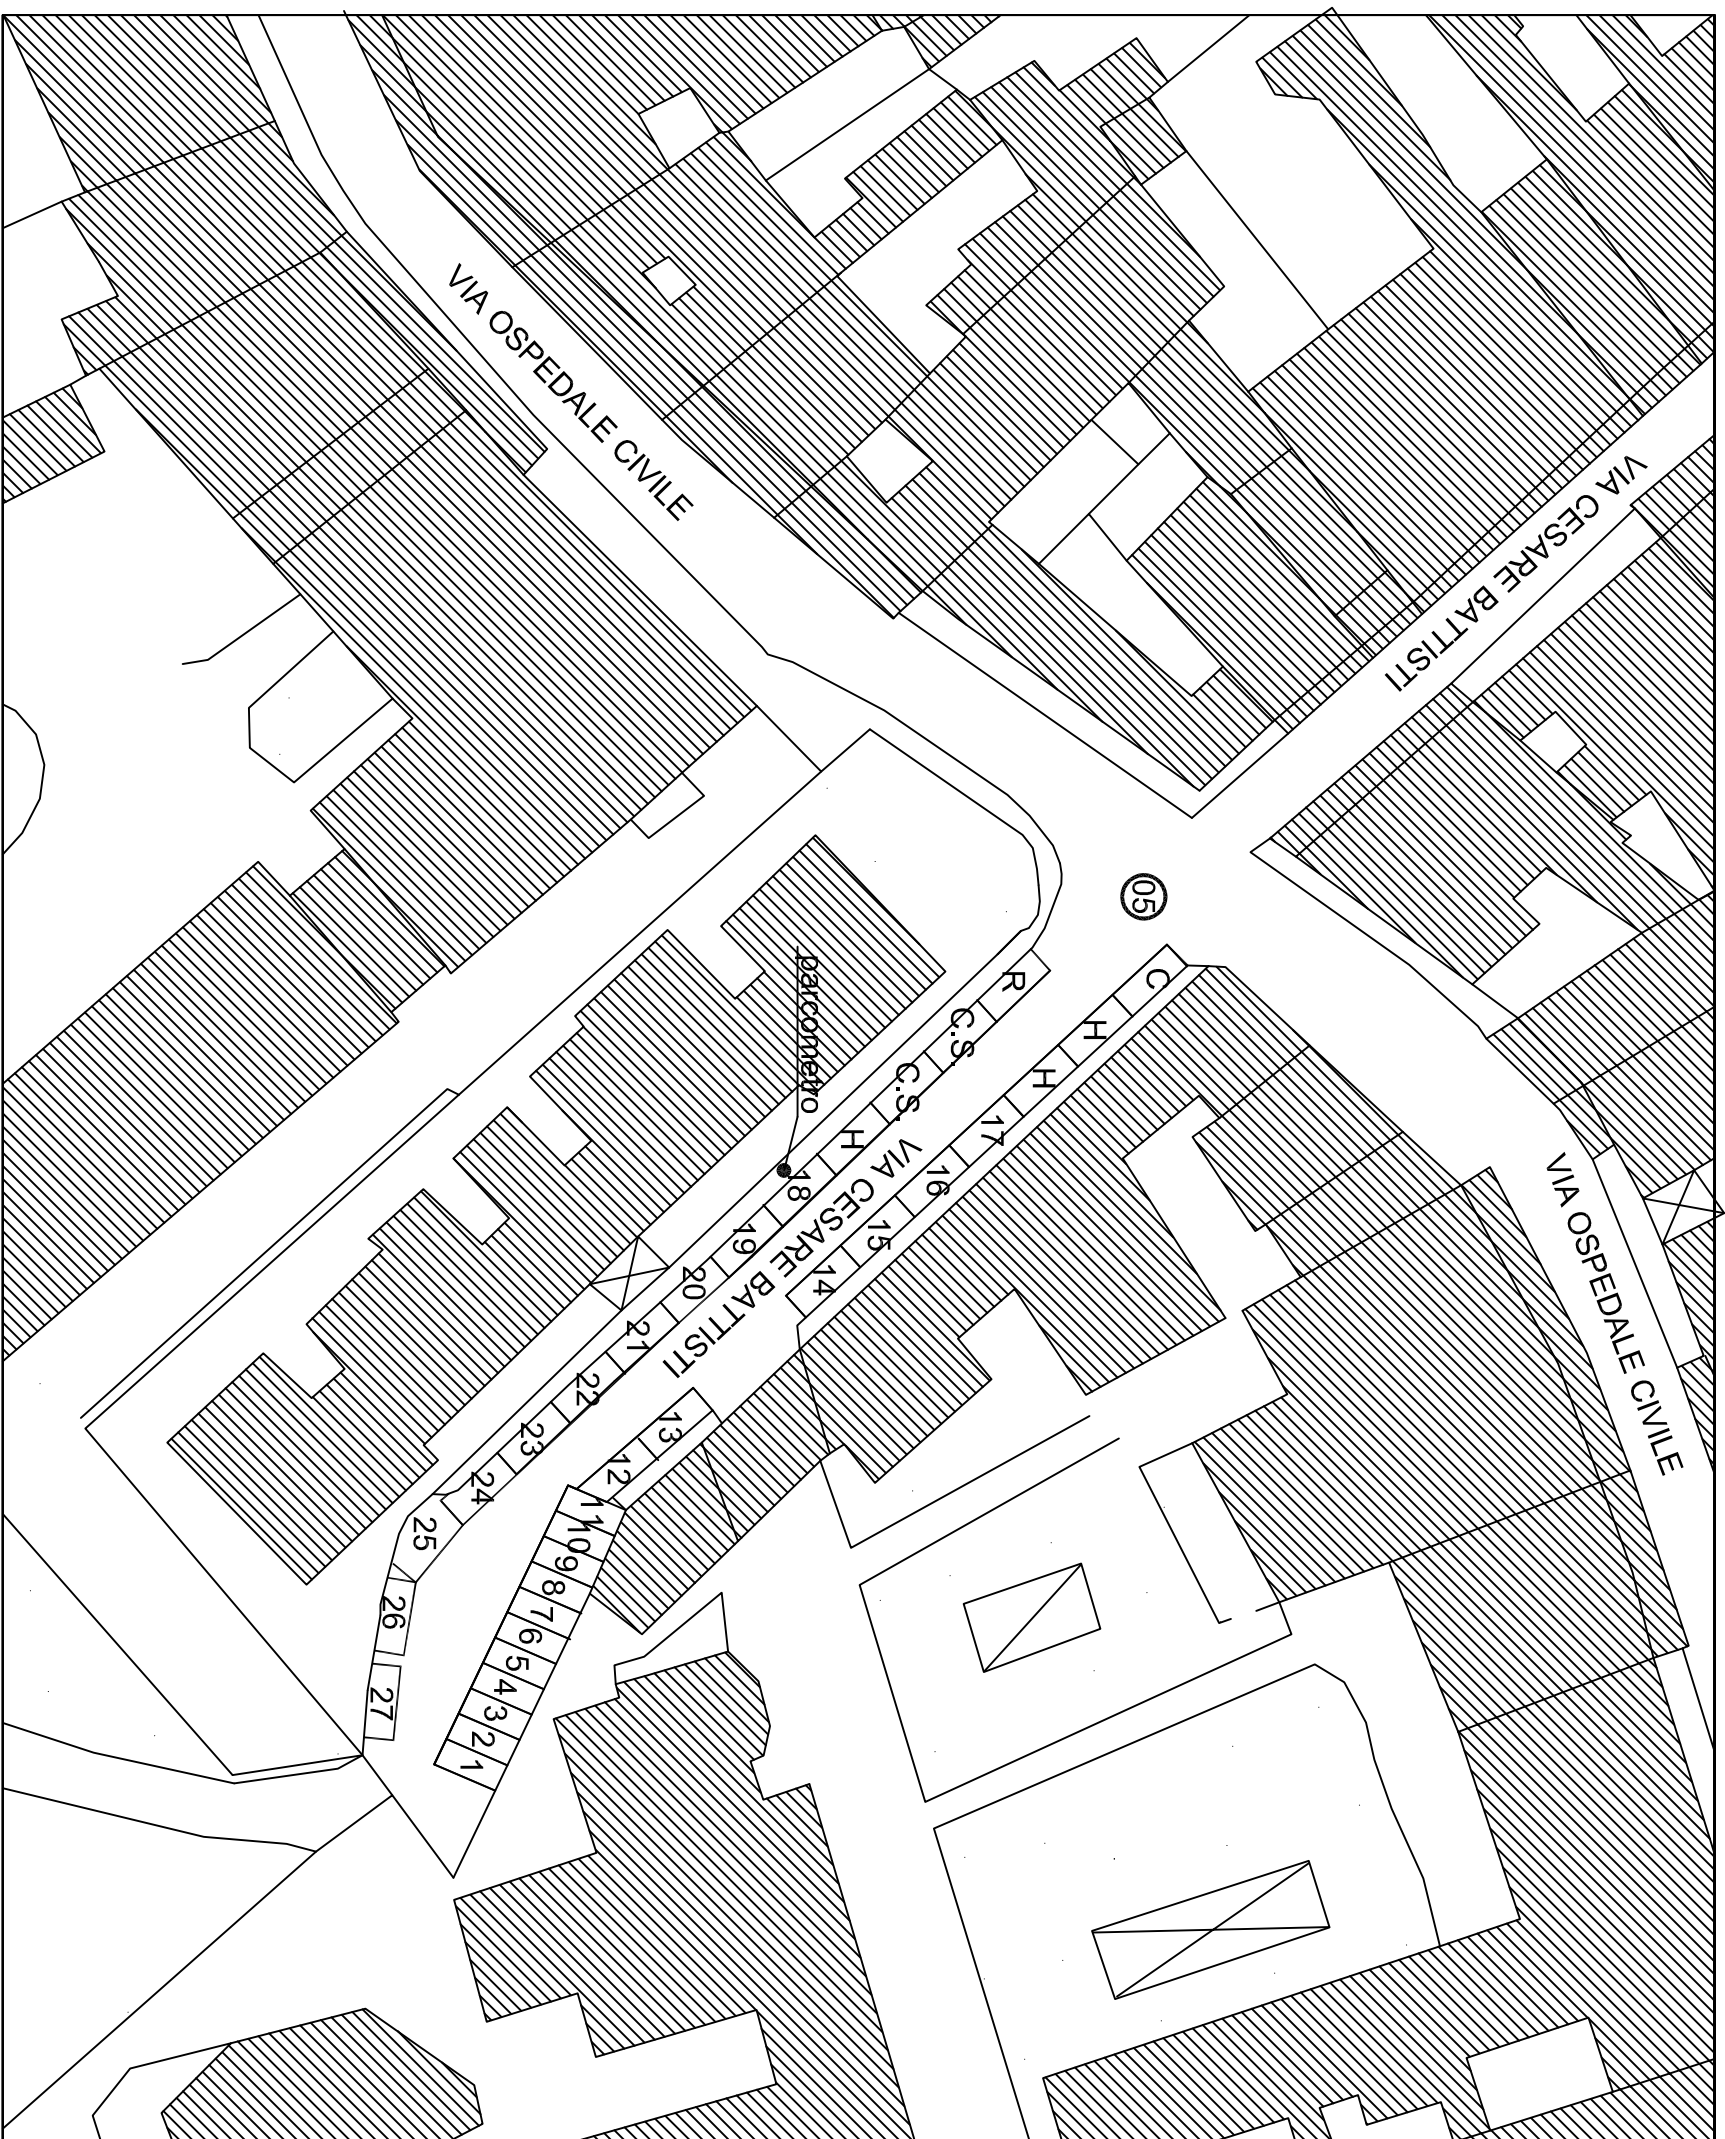 VIA OSPEDALE CIVILE
VIA CESARE BATTISTI
05
parcometro
R
C.S.
C.S.
H
18
19
20
21
22
23
24
25
26
27
C
H
H
17
16
15
14
VIA CESARE BATTISTI
13
12
11
10
9
8
7
6
5
4
3
2
1
VIA OSPEDALE CIVILE